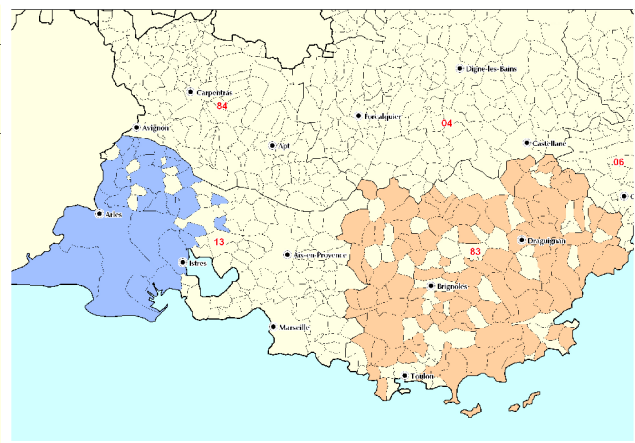 Digne-les-Bains
Carpentras
84
Forcalquier
04
Avignon
Apt
Castellane
06
Arles
13
Aix-en-Provence
83
Draguignan
Istres
Brignoles
Marseille
Toulon